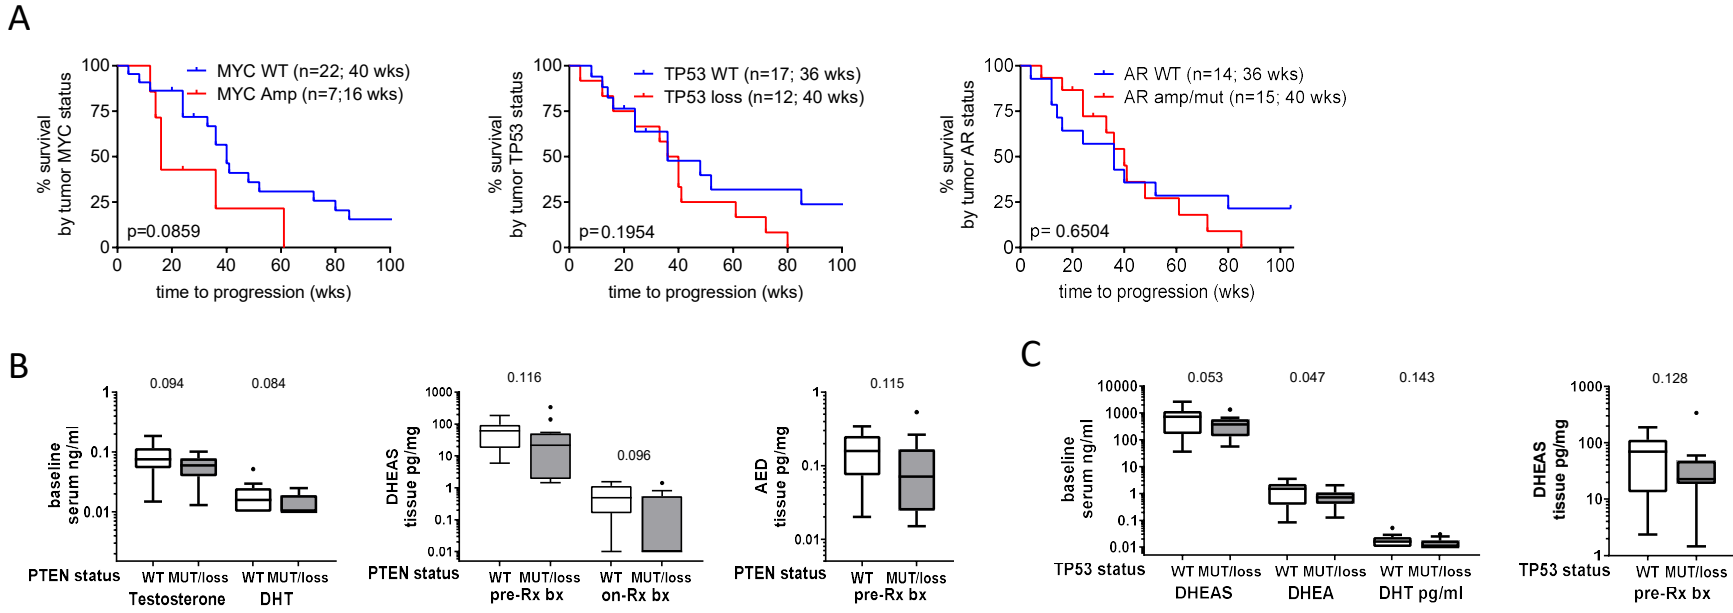 A
100
75
50
25
0
% survival
by tumor MYC status
MYC WT (n=22; 40 wks)
MYC Amp (n=7;16 wks)
p=0.0859
0 20 40 60 80 100
time to progression (wks)
100
75
50
25
0
% survival
by tumor TP53 status
TP53 WT (n=17; 36 wks)
TP53 loss (n=12; 40 wks)
p=0.1954
0 20 40 60 80 100
time to progression (wks)
100
75
50
25
0
% survival
by tumor AR status
AR WT (n=14; 36 wks)
AR amp/mut (n=15; 40 wks)
p= 0.6504
0 20 40 60 80 100
time to progression (wks)
B
0.094 0.084
1
0.1
0.01
baseline
serum ng/ml
PTEN status
WT MUT/loss WT MUT/loss
Testosterone DHT
0.116
0.096
1000
100
10
1
0.1
0.01
DHEAS
tissue pg/mg
PTEN status
WT MUT/loss WT MUT/loss
pre-Rx bx on-Rx bx
0.115
1
0.1
0.01
AED
tissue pg/mg
PTEN status
WT MUT/loss
pre-Rx bx
C
0.053 0.047 0.143
10000
1000
100
10
1
0.1
0.01
baseline
serum ng/ml
TP53 status
WT MUT/loss WT MUT/loss WT MUT/loss
DHEAS DHEA DHT pg/ml
0.128
1000
100
10
1
DHEAS
tissue pg/mg
TP53 status
WT MUT/loss
pre-Rx bx